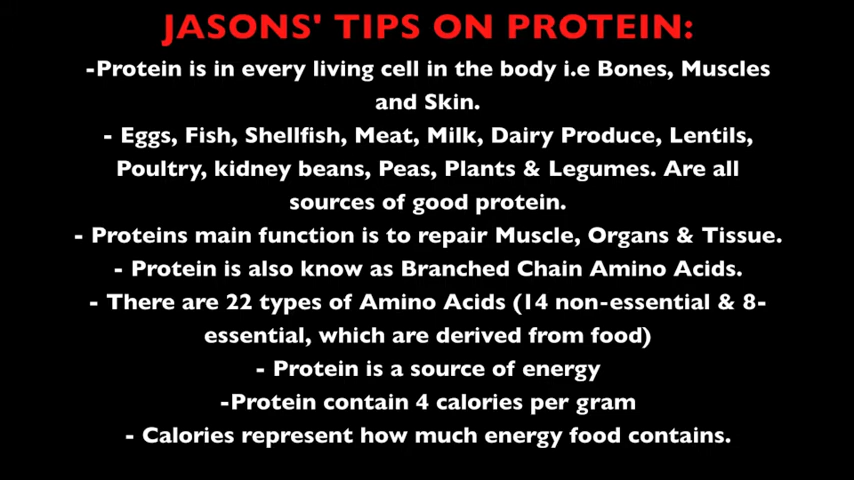 JASONS' TIPS ON PROTEIN:
-Protein is in every living cell in the body i.e Bones, Muscles
and Skin.
- Eggs, Fish, Shellfish, Meat, Milk, Dairy Produce, Lentils,
Poultry, kidney beans, Peas, Plants & Legumes. Are all
sources of good protein.
- Proteins main function is to repair Muscle, Organs & Tissue.
- Protein is also know as Branched Chain Amino Acids.
- There are 22 types of Amino Acids (14 non-essential & 8-
essential, which are derived from food)
- Protein is a source of energy
-Protein contain 4 calories per gram
- Calories represent how much energy food contains.